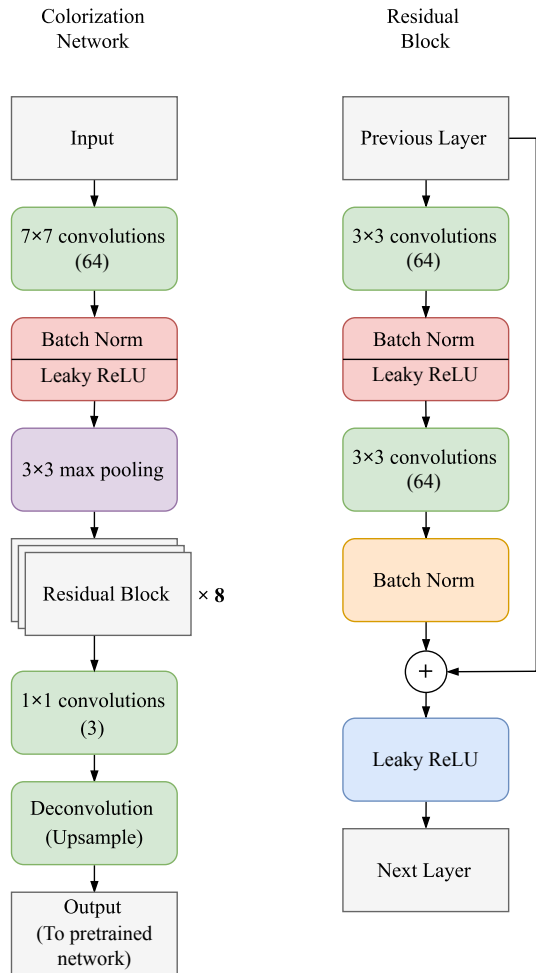 Colorization
Network
Input
7×7 convolutions
(64)
Batch Norm
Leaky ReLU
3×3 max pooling
Residual Block
× 8
1×1 convolutions
(3)
Deconvolution
(Upsample)
Output
(To pretrained
network)
Residual
Block
Previous Layer
3×3 convolutions
(64)
Batch Norm
Leaky ReLU
3×3 convolutions
(64)
Batch Norm
+
Leaky ReLU
Next Layer